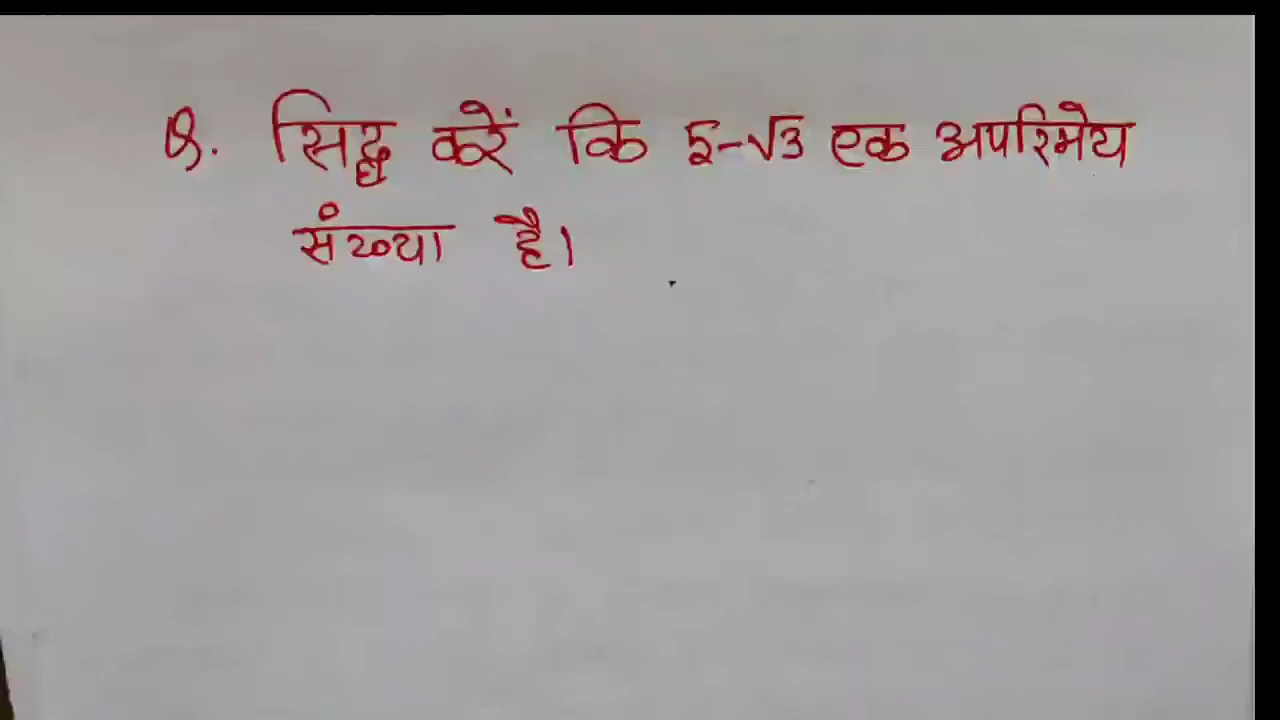 Q. सिद्ध करें कि 5-√3 एक अपरिमेय
संख्या है।